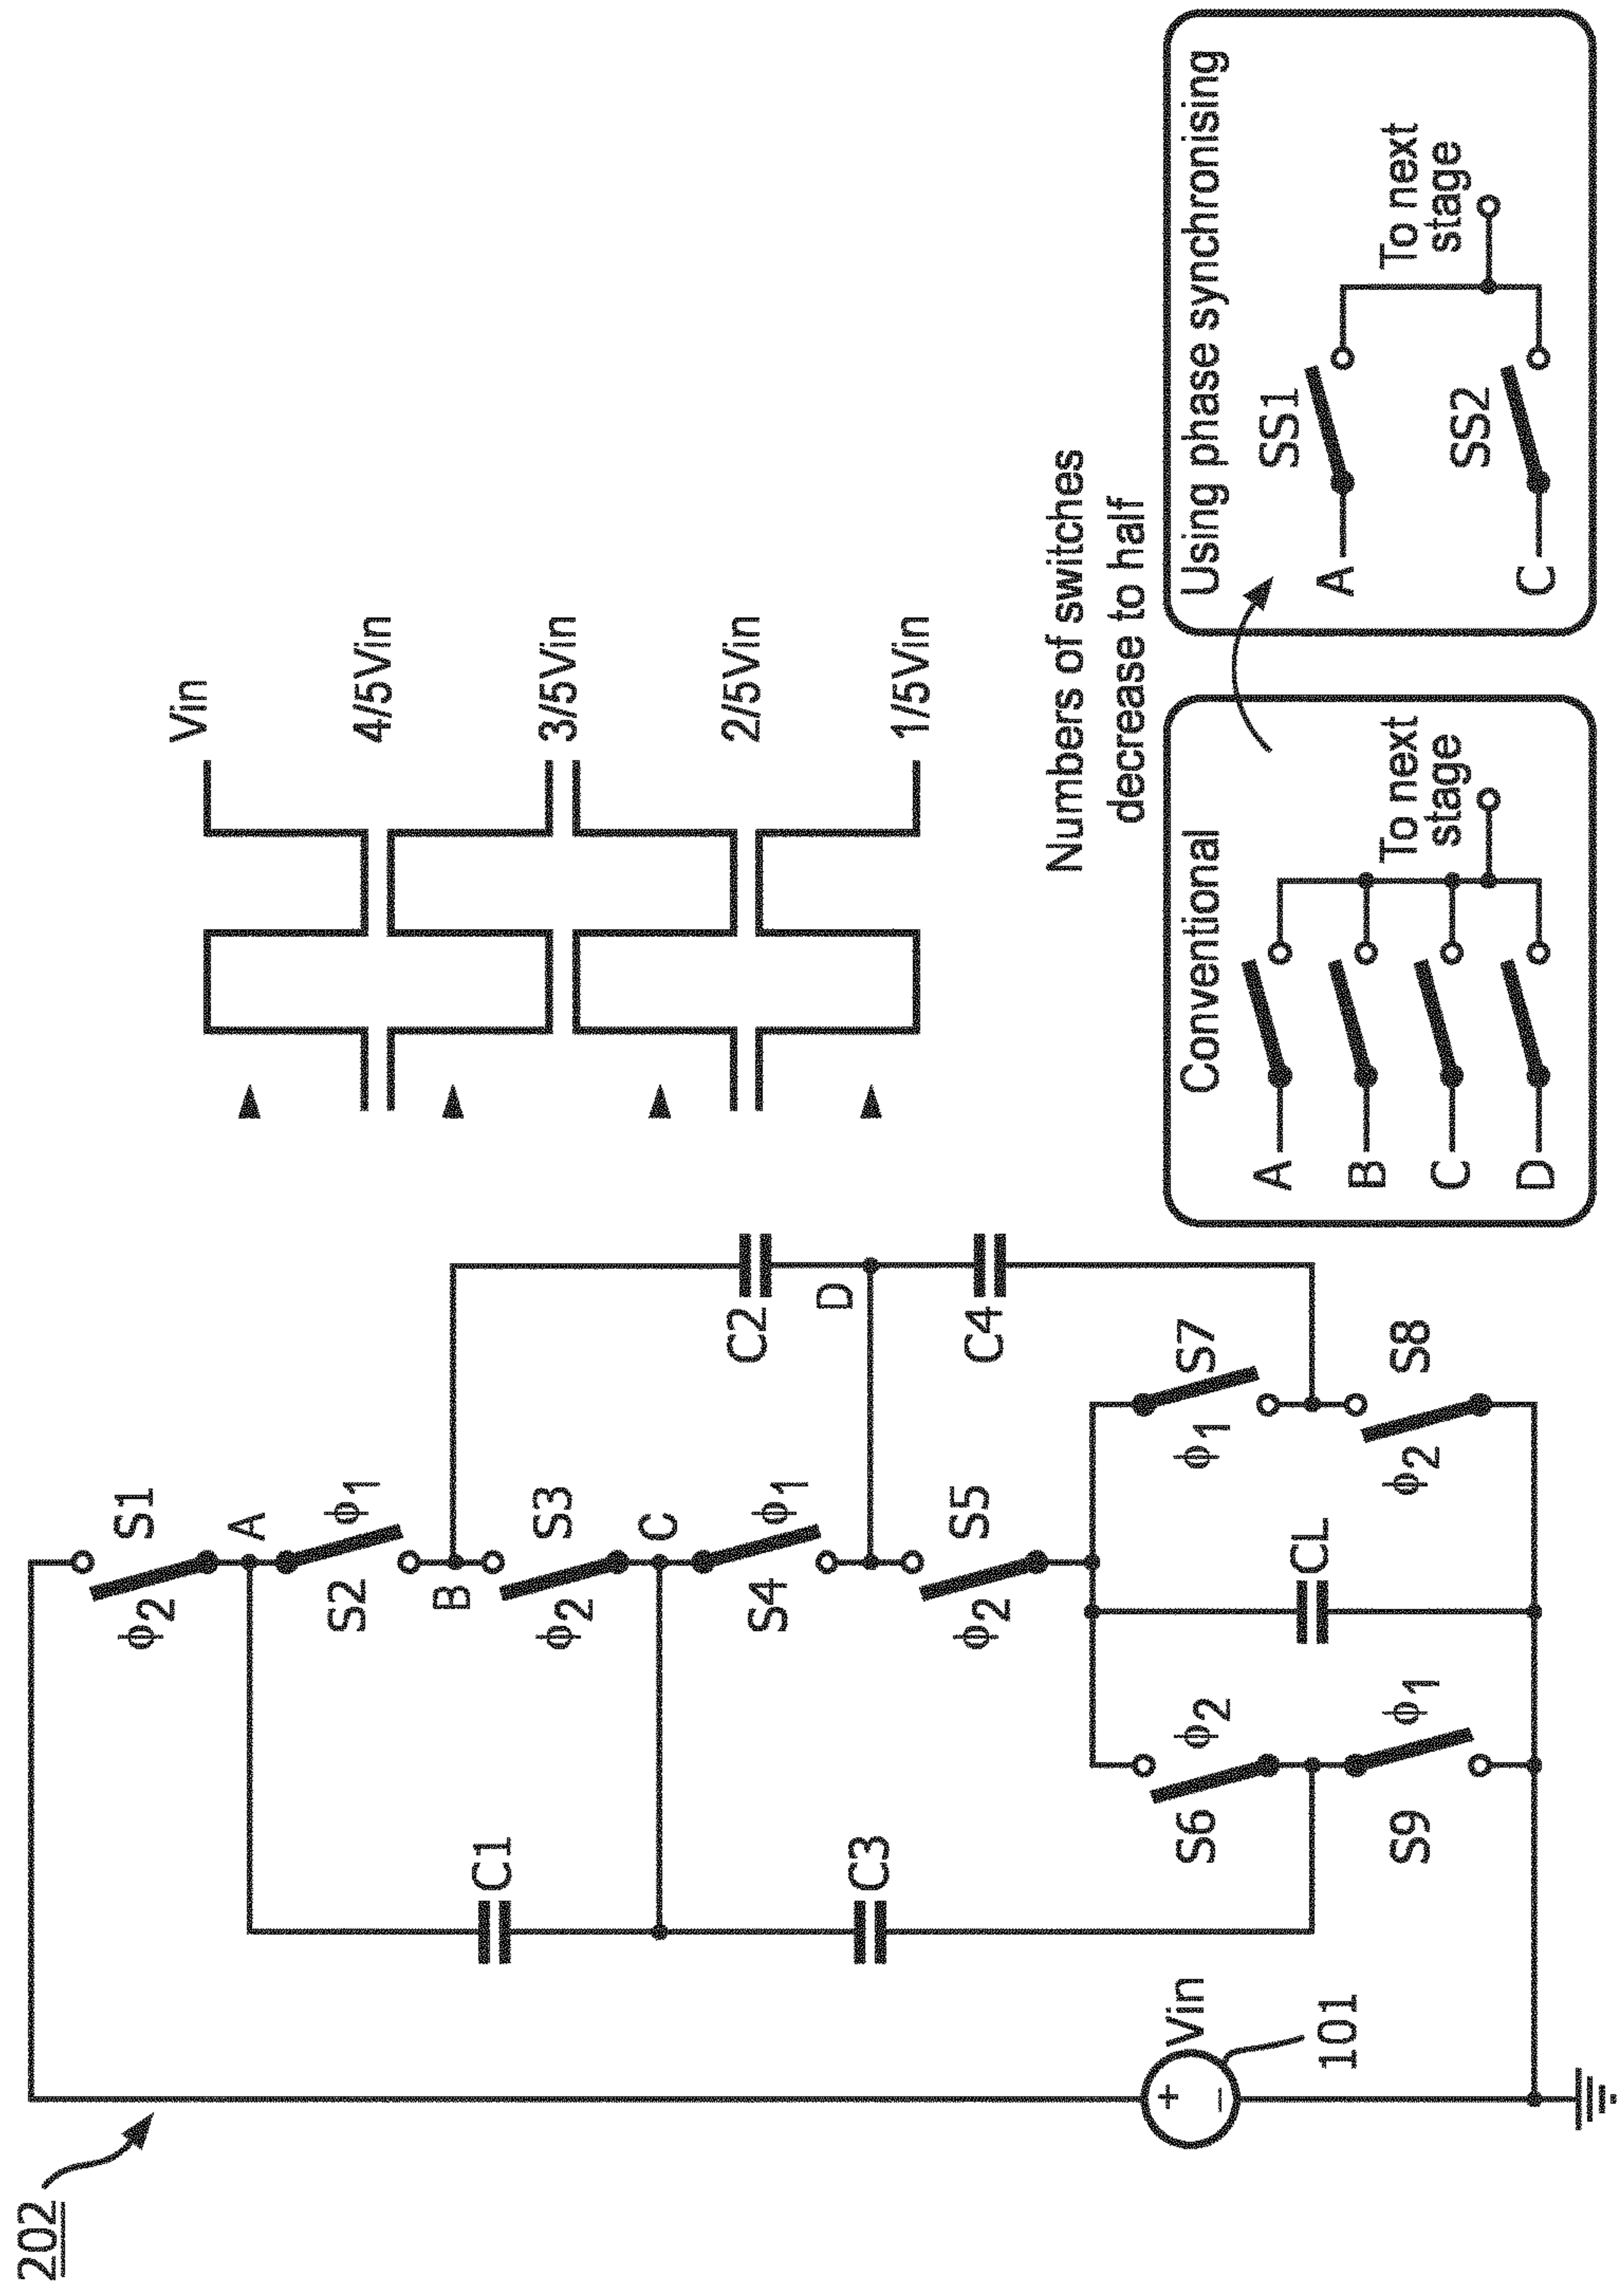 202
Vin
101
S1
ϕ2
A
S2
ϕ1
B
S3
ϕ2
C
S4
ϕ1
D
S5
ϕ2
C1
C2
C3
C4
S6
ϕ2
S9
ϕ1
CL
S7
ϕ1
S8
ϕ2
+
−
Vin
4/5Vin
3/5Vin
2/5Vin
1/5Vin
Numbers of switches
decrease to half
Conventional
A
B
C
D
To next
stage
Using phase synchronising
SS1
A
SS2
C
To next
stage